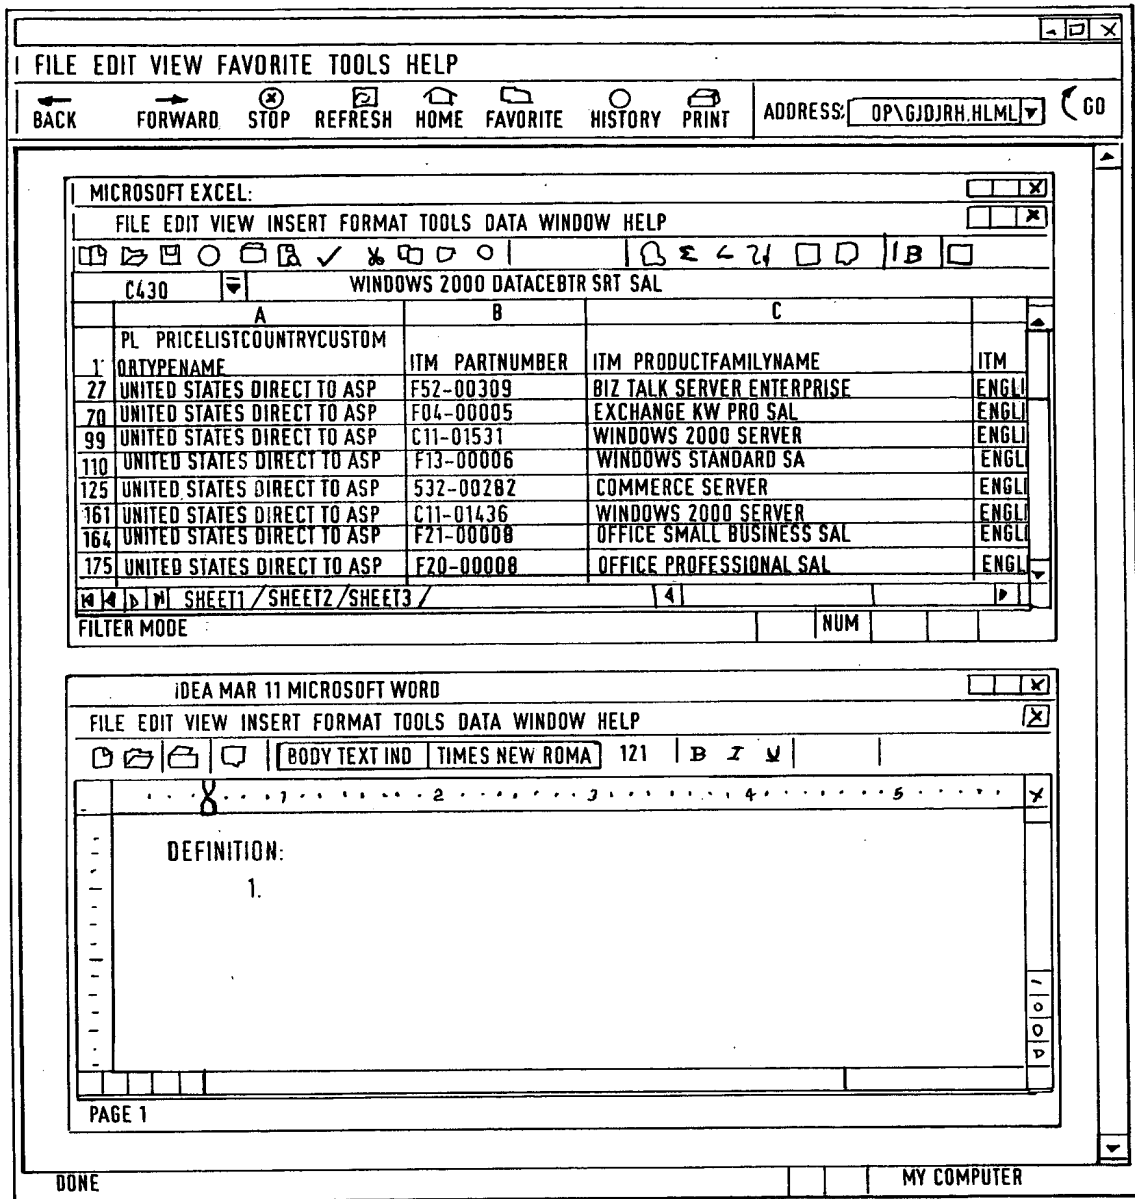 FILE EDIT VIEW FAVORITE TOOLS HELP
BACK FORWARD STOP REFRESH HOME FAVORITE HISTORY PRINT ADDRESS: OP\GJDJRH.HLML GO
MICROSOFT EXCEL:
FILE EDIT VIEW INSERT FORMAT TOOLS DATA WINDOW HELP
Σ B
C430 WINDOWS 2000 DATACEBTR SRT SAL
A B C
PL PRICELISTCOUNTRYCUSTOM
1 ORTYPENAME ITM PARTNUMBER ITM PRODUCTFAMILYNAME ITM
27 UNITED STATES DIRECT TO ASP F52-00309 BIZ TALK SERVER ENTERPRISE ENGLI
70 UNITED STATES DIRECT TO ASP F04-00005 EXCHANGE KW PRO SAL ENGLI
99 UNITED STATES DIRECT TO ASP C11-01531 WINDOWS 2000 SERVER ENGLI
110 UNITED STATES DIRECT TO ASP F13-00006 WINDOWS STANDARD SA ENGLI
125 UNITED STATES DIRECT TO ASP 532-00282 COMMERCE SERVER ENGLI
161 UNITED STATES DIRECT TO ASP C11-01436 WINDOWS 2000 SERVER ENGLI
164 UNITED STATES DIRECT TO ASP F21-00008 OFFICE SMALL BUSINESS SAL ENGLI
175 UNITED STATES DIRECT TO ASP F20-00008 OFFICE PROFESSIONAL SAL ENGL
SHEET1 / SHEET2 / SHEET3 /
FILTER MODE NUM
iDEA MAR 11 MICROSOFT WORD
FILE EDIT VIEW INSERT FORMAT TOOLS DATA WINDOW HELP
BODY TEXT IND TIMES NEW ROMA 121 B I U
1 2 3 4 5
DEFINITION:
1.
PAGE 1
DONE MY COMPUTER